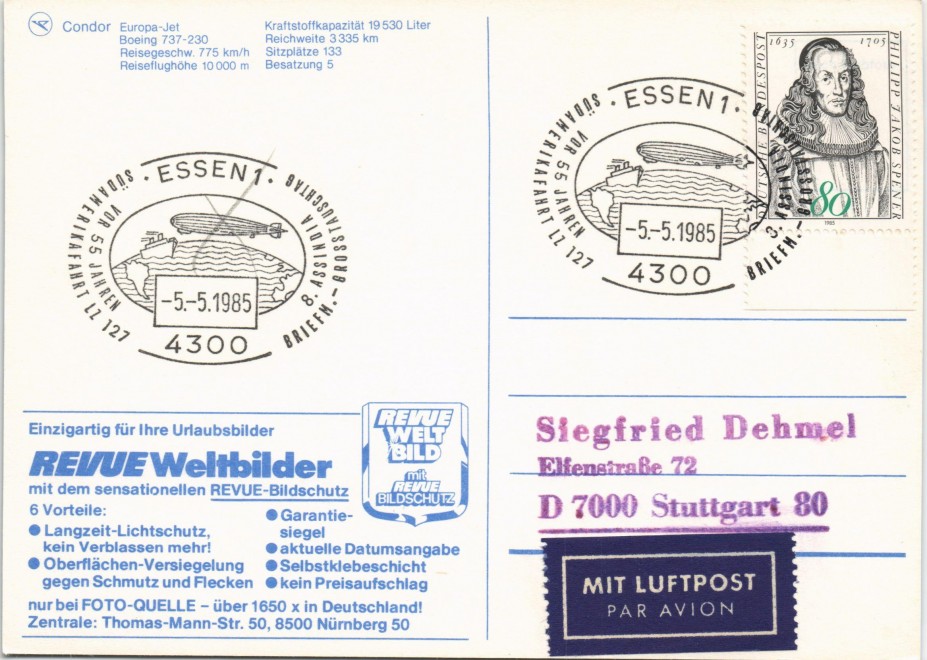 Condor
Europa-Jet
Boeing 737-230
Reisegeschw. 775 km/h
Reiseflughöhe 10 000 m
Kraftstoffkapazität 19 530 Liter
Reichweite 3 335 km
Sitzplätze 133
Besatzung 5
· ESSEN 1 ·
SÜDAMERIKAFAHRT LZ 127
VOR 55 JAHREN
8. ASSINDIA
BRIEFM.-GROSSTAUSCHTAG
-5.-5.1985
4300
· ESSEN 1 ·
SÜDAMERIKAFAHRT LZ 127
VOR 55 JAHREN
ASSINDIA
BRIEFM.-GROSSTAUSCHTAG
-5.-5.1985
4300
1635 1705
DEUTSCHE BUNDESPOST
PHILIPP JAKOB SPENER
80
1985
Einzigartig für Ihre Urlaubsbilder
REVUE Weltbilder
mit dem sensationellen REVUE-Bildschutz
6 Vorteile:
● Langzeit-Lichtschutz,
kein Verblassen mehr!
● Oberflächen-Versiegelung
gegen Schmutz und Flecken
● Garantie-
siegel
● aktuelle Datumsangabe
● Selbstklebeschicht
● kein Preisaufschlag
nur bei FOTO-QUELLE – über 1650 x in Deutschland!
Zentrale: Thomas-Mann-Str. 50, 8500 Nürnberg 50
REVUE
WELT
BILD
mit
REVUE
BILDSCHUTZ
Siegfried Dehmel
Elfenstraße 72
D 7000 Stuttgart 80
MIT LUFTPOST
PAR AVION